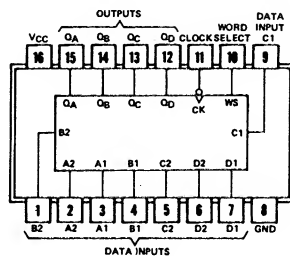 OUTPUTS
DATA INPUT
WORD SELECT
VCC QA QB QC QD CLOCK C1
16 15 14 13 12 11 10 9
QA QB QC QD CK WS
B2 C1
A2 A1 B1 C2 D2 D1
1 2 3 4 5 6 7 8
B2 A2 A1 B1 C2 D2 D1 GND
DATA INPUTS